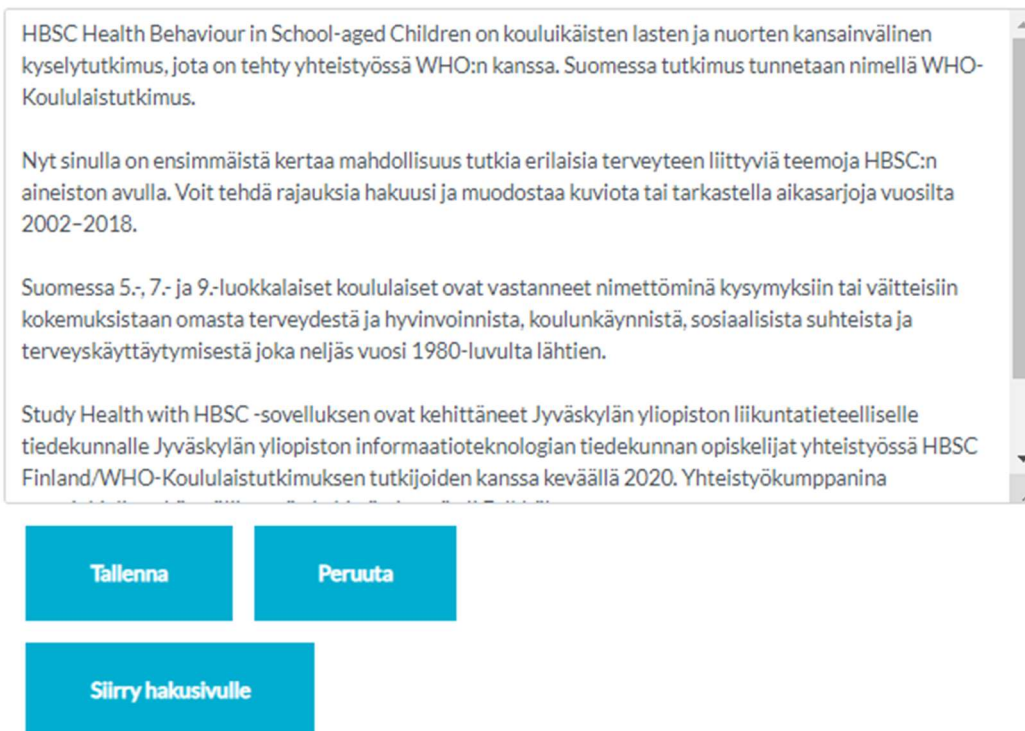 HBSC Health Behaviour in School-aged Children on kouluikäisten lasten ja nuorten kansainvälinen
kyselytutkimus, jota on tehty yhteistyössä WHO:n kanssa. Suomessa tutkimus tunnetaan nimellä WHO-
Koululaistutkimus.
Nyt sinulla on ensimmäistä kertaa mahdollisuus tutkia erilaisia terveyteen liittyviä teemoja HBSC:n
aineiston avulla. Voit tehdä rajauksia hakuusi ja muodostaa kuviota tai tarkastella aikasarjoja vuosilta
2002–2018.
Suomessa 5.-, 7.- ja 9.-luokkalaiset koululaiset ovat vastanneet nimettöminä kysymyksiin tai väitteisiin
kokemuksistaan omasta terveydestä ja hyvinvoinnista, koulunkäynnistä, sosiaalisista suhteista ja
terveyskäyttäytymisestä joka neljäs vuosi 1980-luvulta lähtien.
Study Health with HBSC -sovelluksen ovat kehittäneet Jyväskylän yliopiston liikuntatieteelliselle
tiedekunnalle Jyväskylän yliopiston informaatioteknologian tiedekunnan opiskelijat yhteistyössä HBSC
Finland/WHO-Koululaistutkimuksen tutkijoiden kanssa keväällä 2020. Yhteistyökumppanina
Tallenna Peruuta
Siirry hakusivulle